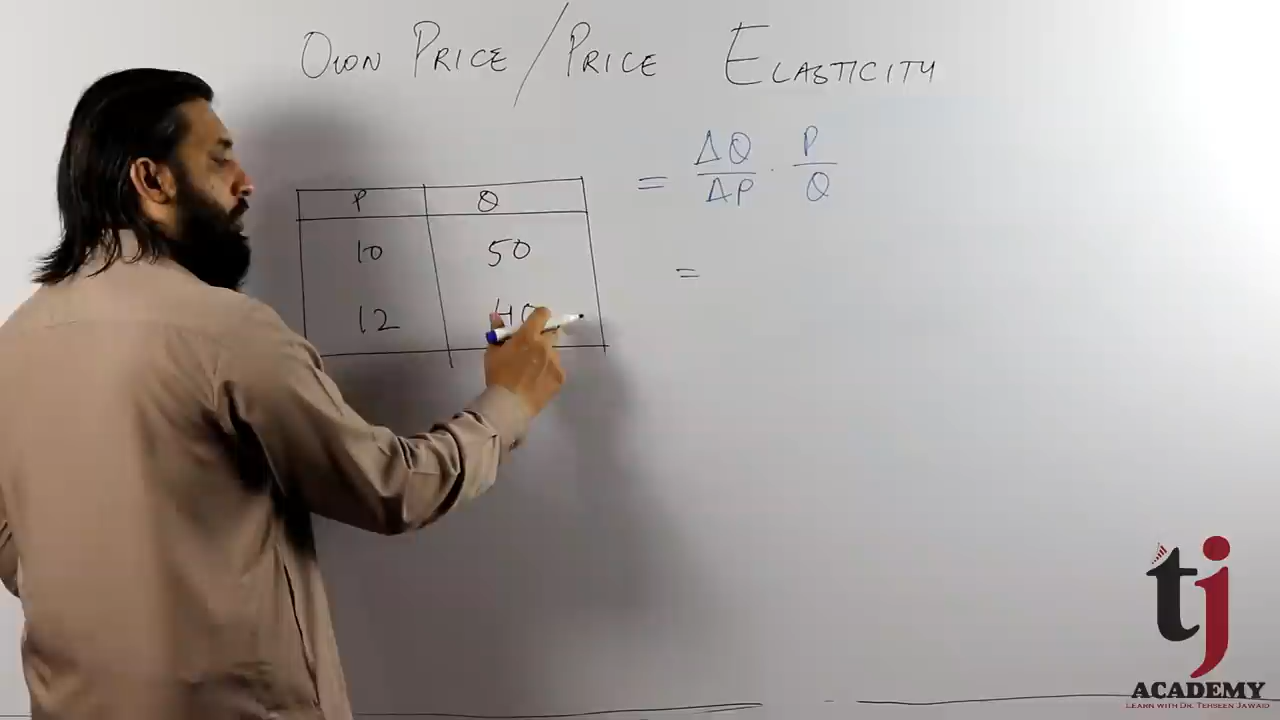 OWN PRICE / PRICE ELASTICITY
= ΔQ/ΔP . P/Q
P Q
10 50
=
12 40
tj
ACADEMY
LEARN WITH DR. TEHSEEN JAWAID